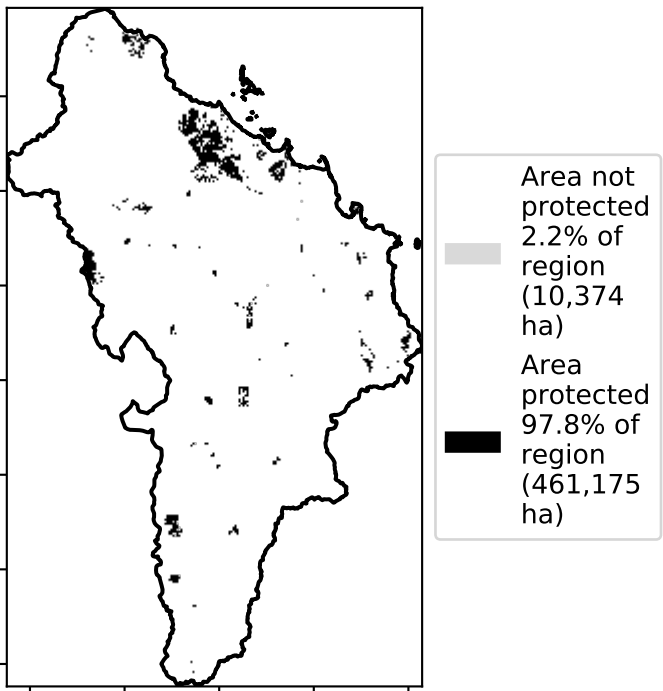 Area not
protected
2.2% of
region
(10,374
ha)
Area
protected
97.8% of
region
(461,175
ha)